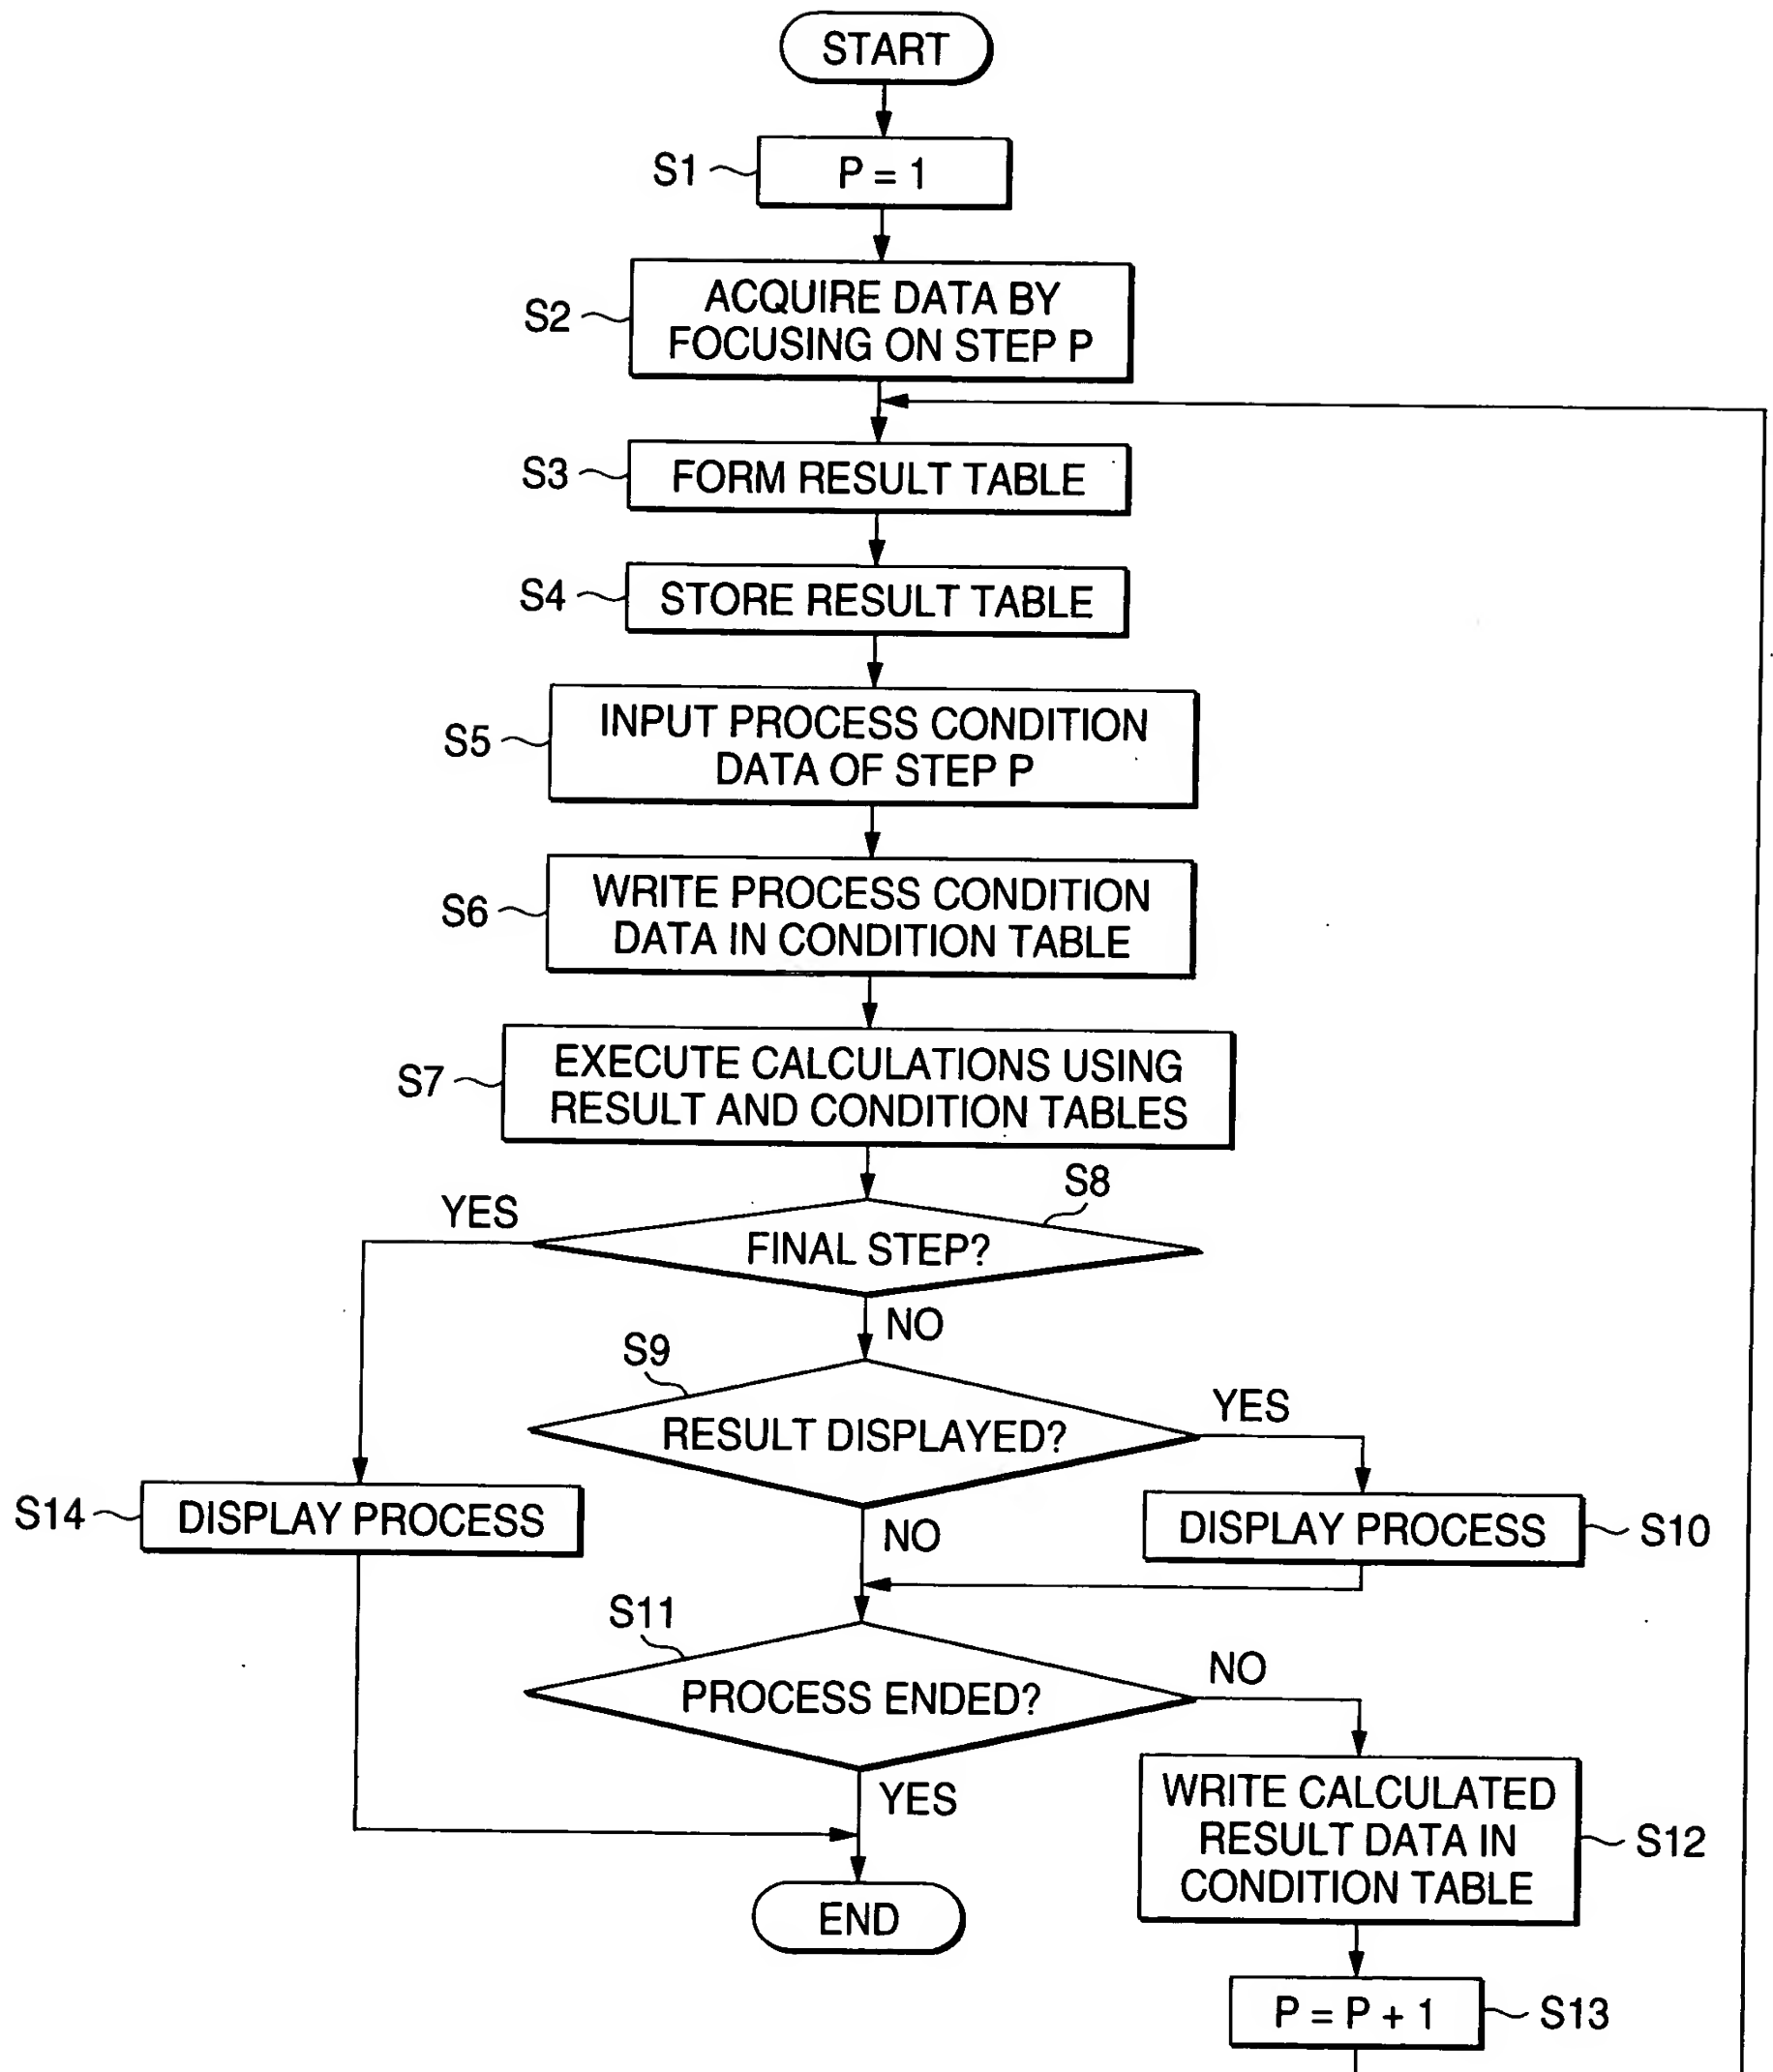 START
S1
P = 1
S2
ACQUIRE DATA BY
FOCUSING ON STEP P
S3
FORM RESULT TABLE
S4
STORE RESULT TABLE
S5
INPUT PROCESS CONDITION
DATA OF STEP P
S6
WRITE PROCESS CONDITION
DATA IN CONDITION TABLE
S7
EXECUTE CALCULATIONS USING
RESULT AND CONDITION TABLES
S8
YES
FINAL STEP?
NO
S9
YES
RESULT DISPLAYED?
S14
DISPLAY PROCESS
NO
DISPLAY PROCESS
S10
S11
NO
PROCESS ENDED?
YES
WRITE CALCULATED
RESULT DATA IN
CONDITION TABLE
S12
END
P = P + 1
S13